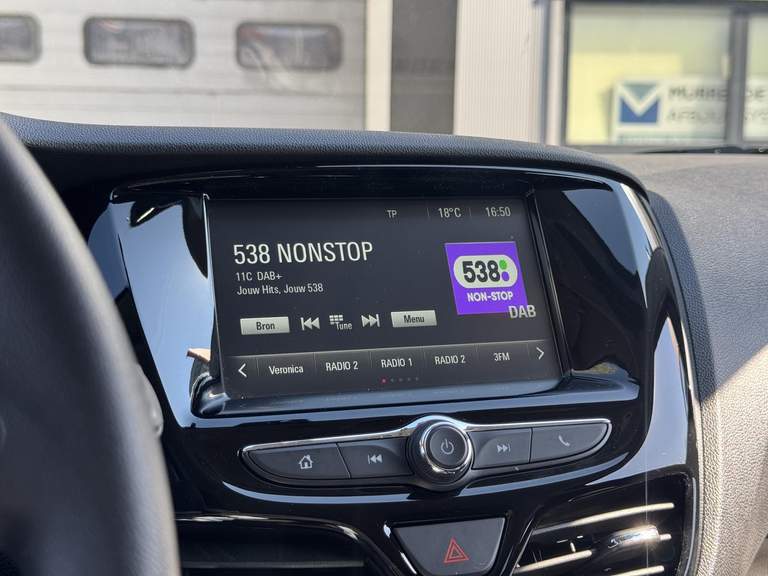 TP 18°C 16:50
538 NONSTOP
11C DAB+
Jouw Hits, Jouw 538
538
NON-STOP
DAB
Bron Tune Menu
Veronica RADIO 2 RADIO 1 RADIO 2 3FM